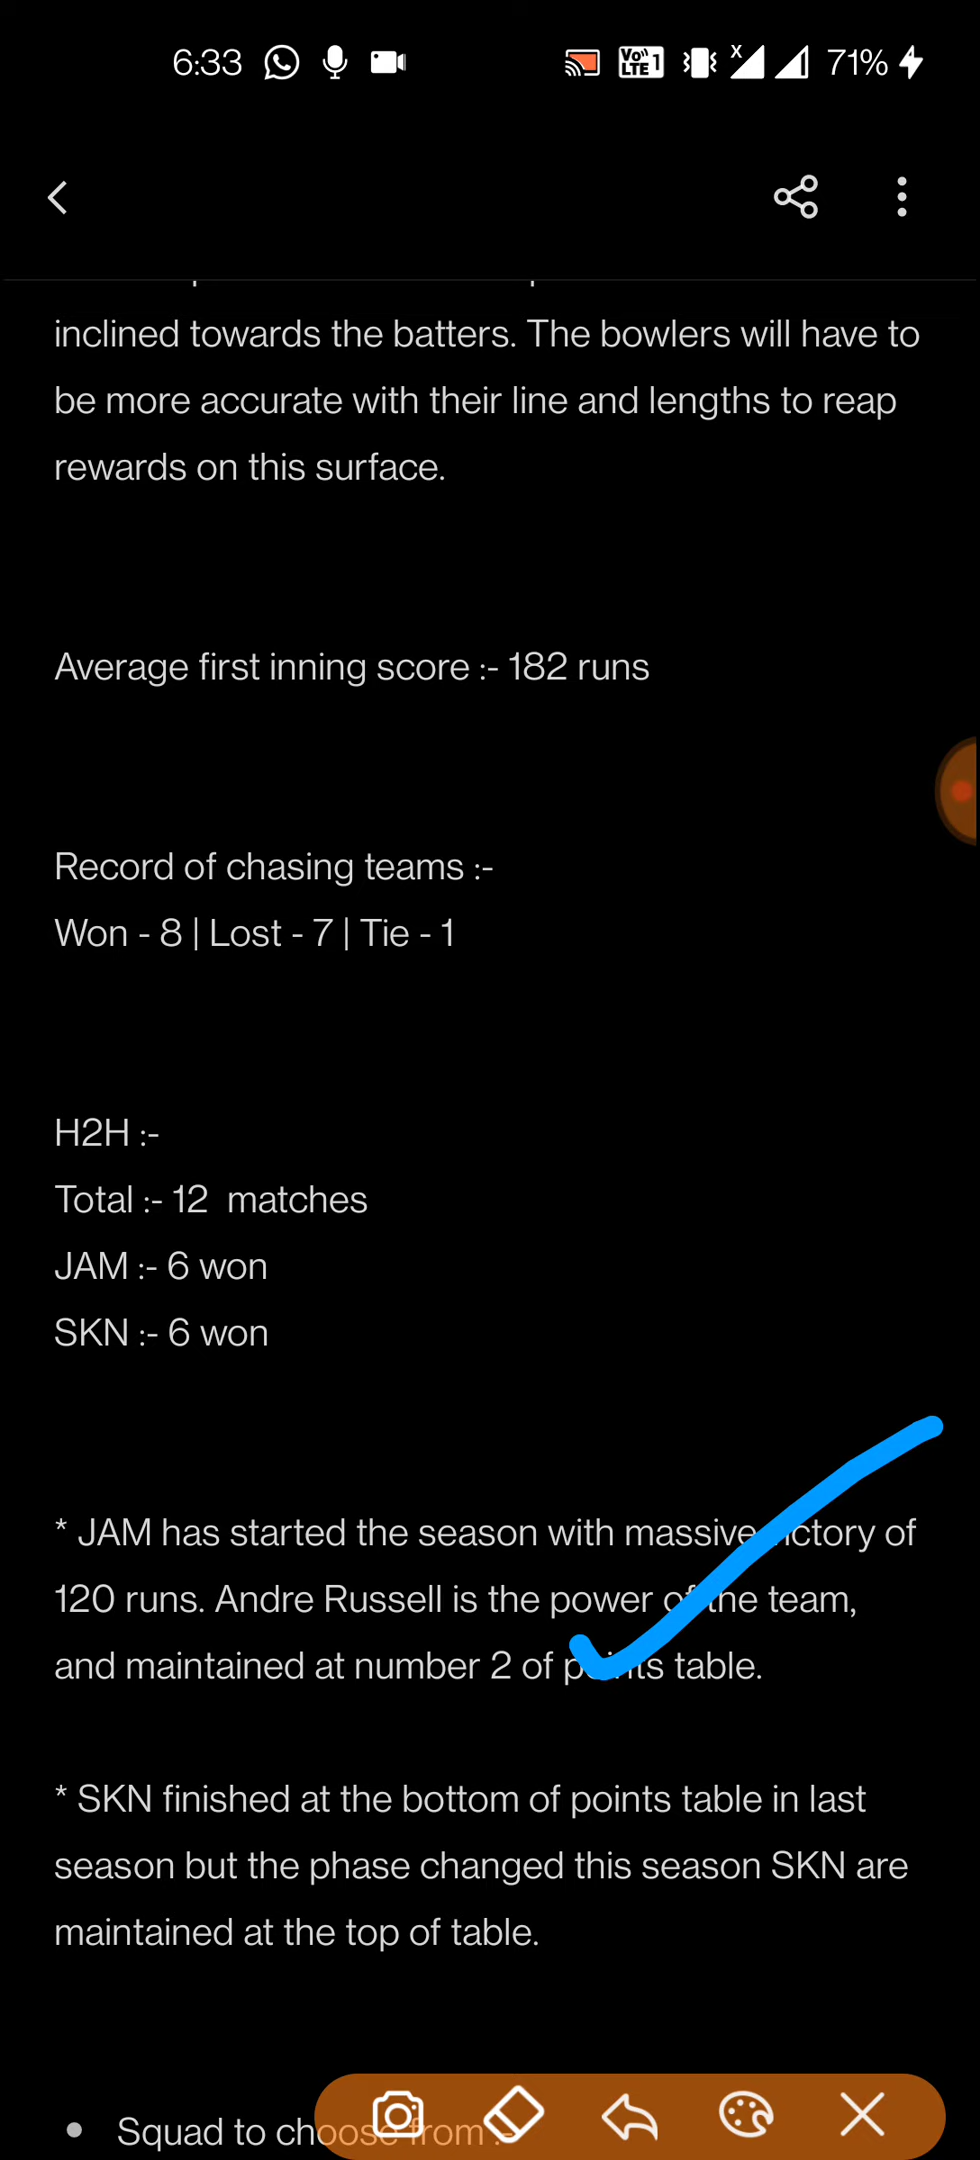 6:33
Vo)) LTE 1
x
71%
inclined towards the batters. The bowlers will have to
be more accurate with their line and lengths to reap
rewards on this surface.
Average first inning score :- 182 runs
Record of chasing teams :-
Won - 8 | Lost - 7 | Tie - 1
H2H :-
Total :- 12  matches
JAM :- 6 won
SKN :- 6 won
* JAM has started the season with massive victory of
120 runs. Andre Russell is the power of the team,
and maintained at number 2 of points table.
* SKN finished at the bottom of points table in last
season but the phase changed this season SKN are
maintained at the top of table.
• Squad to choose from :-